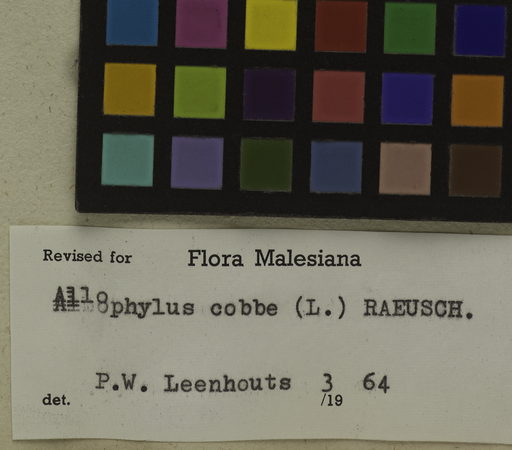 Revised for Flora Malesiana
Allophylus cobbe (L.) RAEUSCH.
P.W. Leenhouts 3 64
det. /19